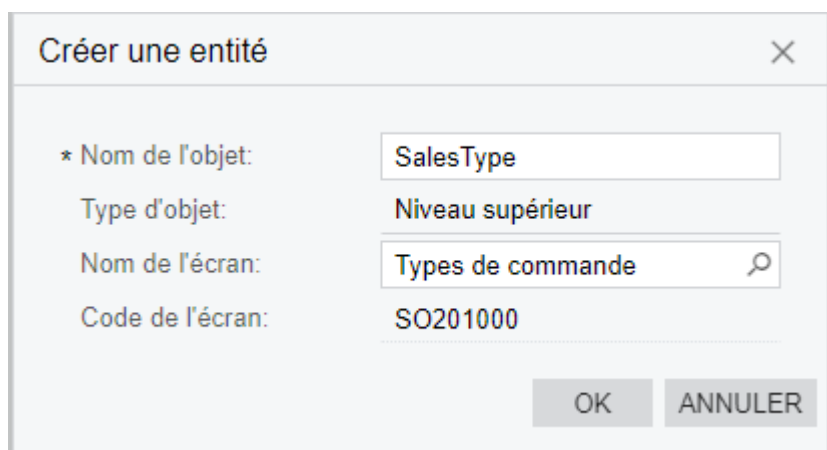 Créer une entité
* Nom de l'objet: SalesType
Type d'objet: Niveau supérieur
Nom de l'écran: Types de commande
Code de l'écran: SO201000
OK ANNULER